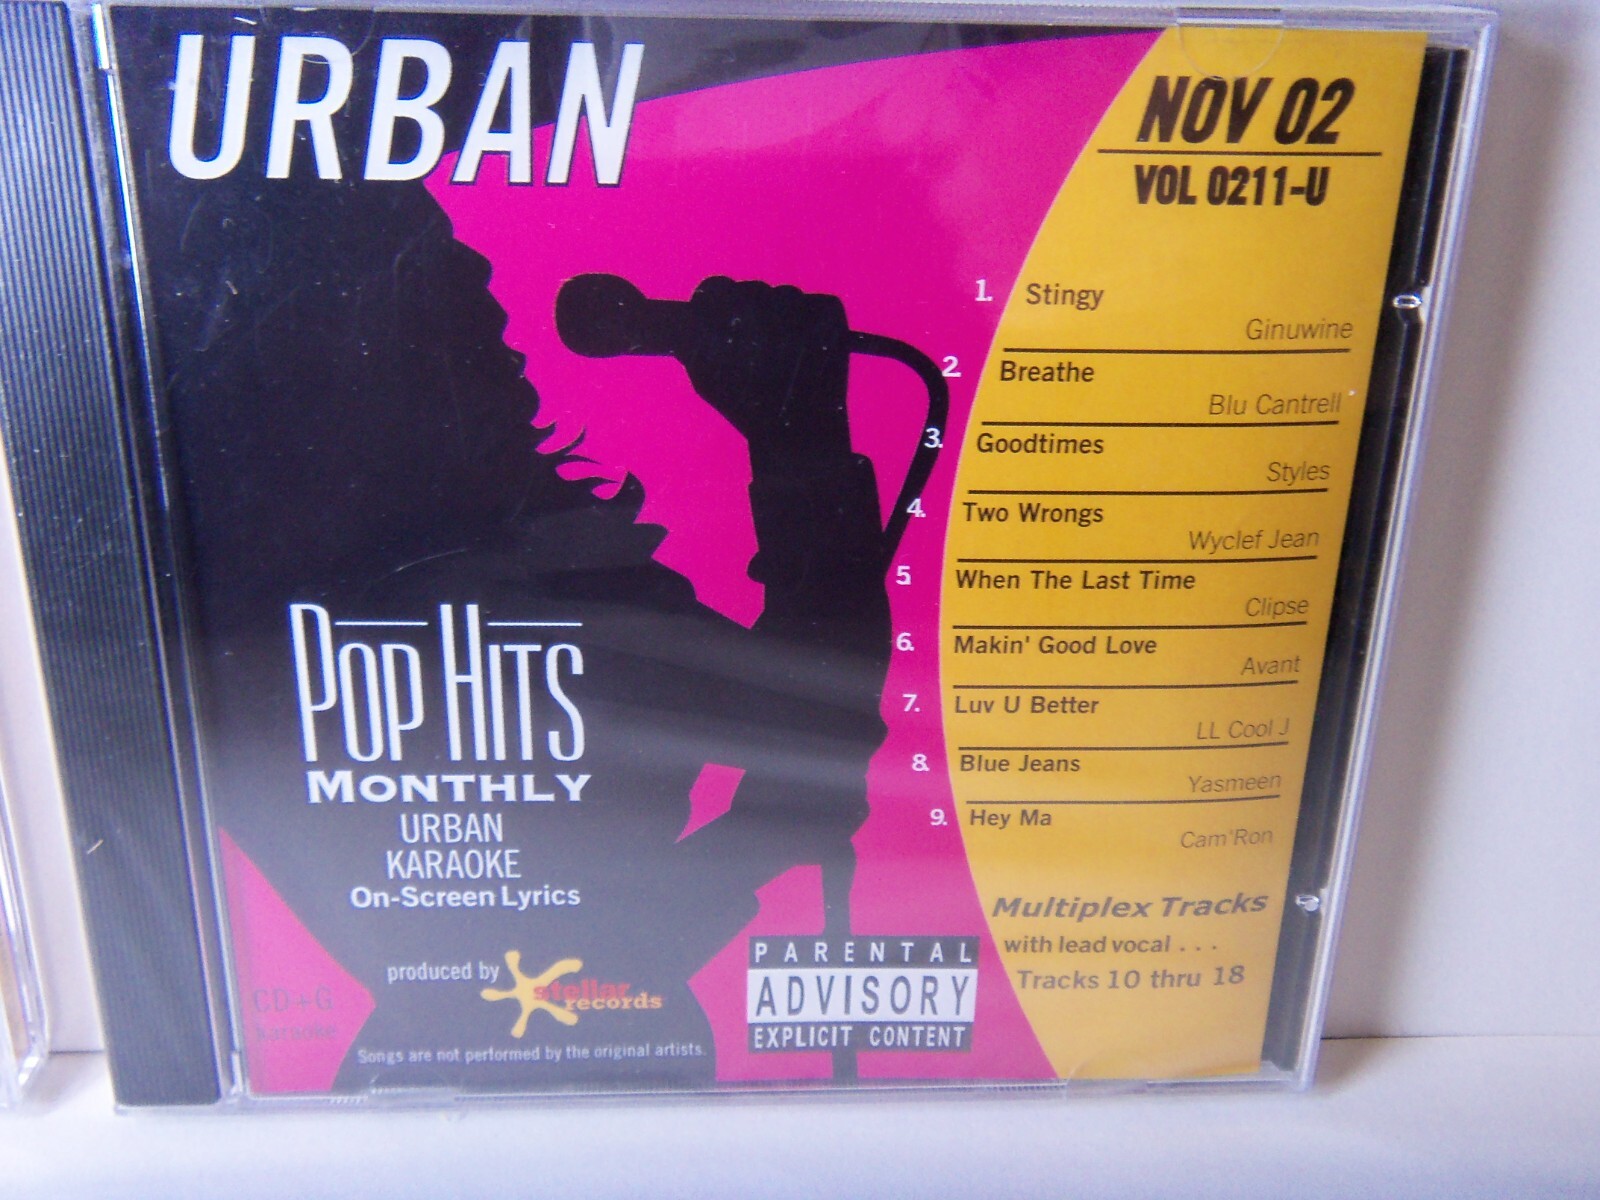 URBAN
NOV 02
VOL 0211-U
1. Stingy
Ginuwine
2. Breathe
Blu Cantrell
3. Goodtimes
Styles
4. Two Wrongs
Wyclef Jean
5. When The Last Time
Clipse
6. Makin' Good Love
Avant
7. Luv U Better
LL Cool J
8. Blue Jeans
Yasmeen
9. Hey Ma
Cam'Ron
Multiplex Tracks
with lead vocal . . .
Tracks 10 thru 18
POP HITS
MONTHLY
URBAN
KARAOKE
On-Screen Lyrics
produced by
stellar
records
CD+G
karaoke
Songs are not performed by the original artists.
PARENTAL
ADVISORY
EXPLICIT CONTENT